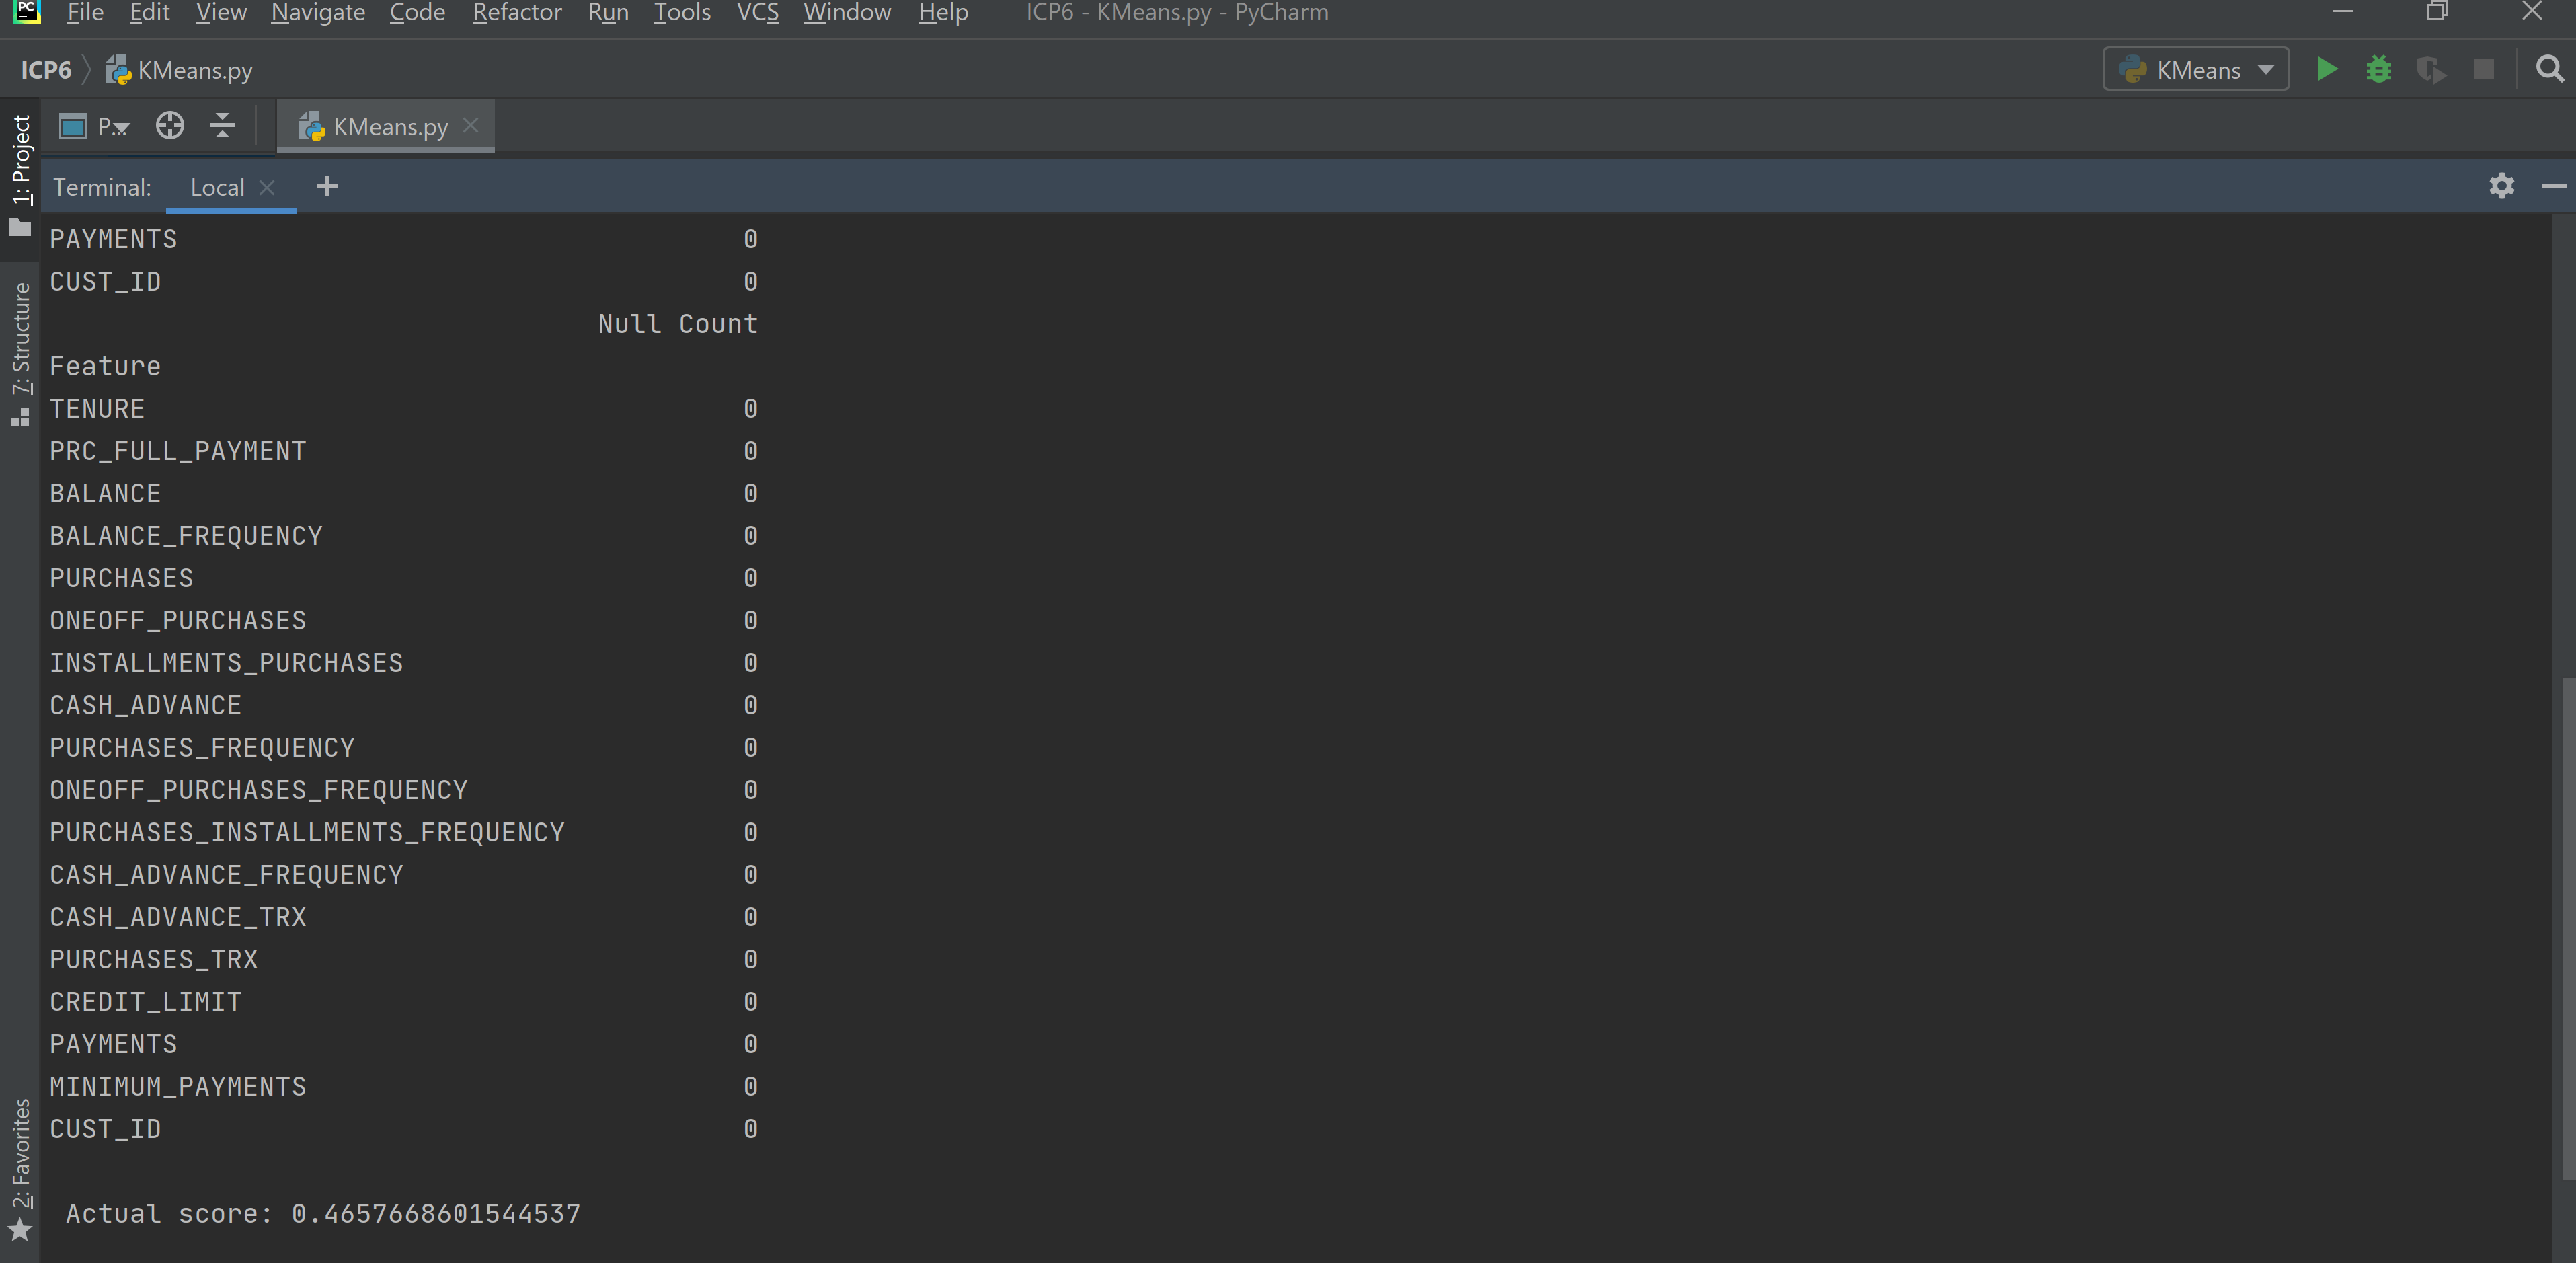 PC File Edit View Navigate Code Refactor Run Tools VCS Window Help ICP6 - KMeans.py - PyCharm
ICP6 KMeans.py KMeans
P... KMeans.py
1: Project
Terminal: Local +
7: Structure
2: Favorites
PAYMENTS 0
CUST_ID 0
Null Count
Feature
TENURE 0
PRC_FULL_PAYMENT 0
BALANCE 0
BALANCE_FREQUENCY 0
PURCHASES 0
ONEOFF_PURCHASES 0
INSTALLMENTS_PURCHASES 0
CASH_ADVANCE 0
PURCHASES_FREQUENCY 0
ONEOFF_PURCHASES_FREQUENCY 0
PURCHASES_INSTALLMENTS_FREQUENCY 0
CASH_ADVANCE_FREQUENCY 0
CASH_ADVANCE_TRX 0
PURCHASES_TRX 0
CREDIT_LIMIT 0
PAYMENTS 0
MINIMUM_PAYMENTS 0
CUST_ID 0
Actual score: 0.4657668601544537